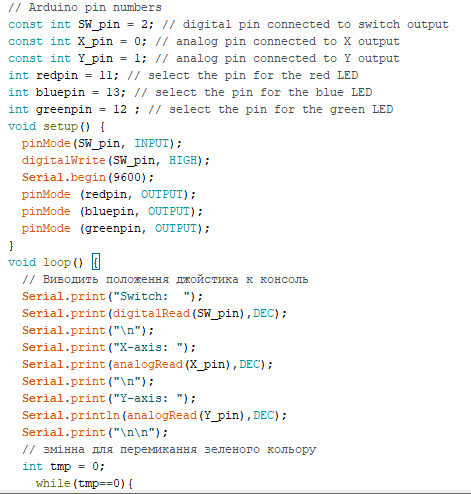 // Arduino pin numbers
const int SW_pin = 2; // digital pin connected to switch output
const int X_pin = 0; // analog pin connected to X output
const int Y_pin = 1; // analog pin connected to Y output
int redpin = 11; // select the pin for the red LED
int bluepin = 13; // select the pin for the blue LED
int greenpin = 12 ; // select the pin for the green LED
void setup() {
  pinMode(SW_pin, INPUT);
  digitalWrite(SW_pin, HIGH);
  Serial.begin(9600);
  pinMode (redpin, OUTPUT);
  pinMode (bluepin, OUTPUT);
  pinMode (greenpin, OUTPUT);
}
void loop() {
  // Виводить положення джойстика к консоль
  Serial.print("Switch:  ");
  Serial.print(digitalRead(SW_pin),DEC);
  Serial.print("\n");
  Serial.print("X-axis: ");
  Serial.print(analogRead(X_pin),DEC);
  Serial.print("\n");
  Serial.print("Y-axis: ");
  Serial.println(analogRead(Y_pin),DEC);
  Serial.print("\n\n");
  // змінна для перемикання зеленого кольору
  int tmp = 0;
    while(tmp==0){